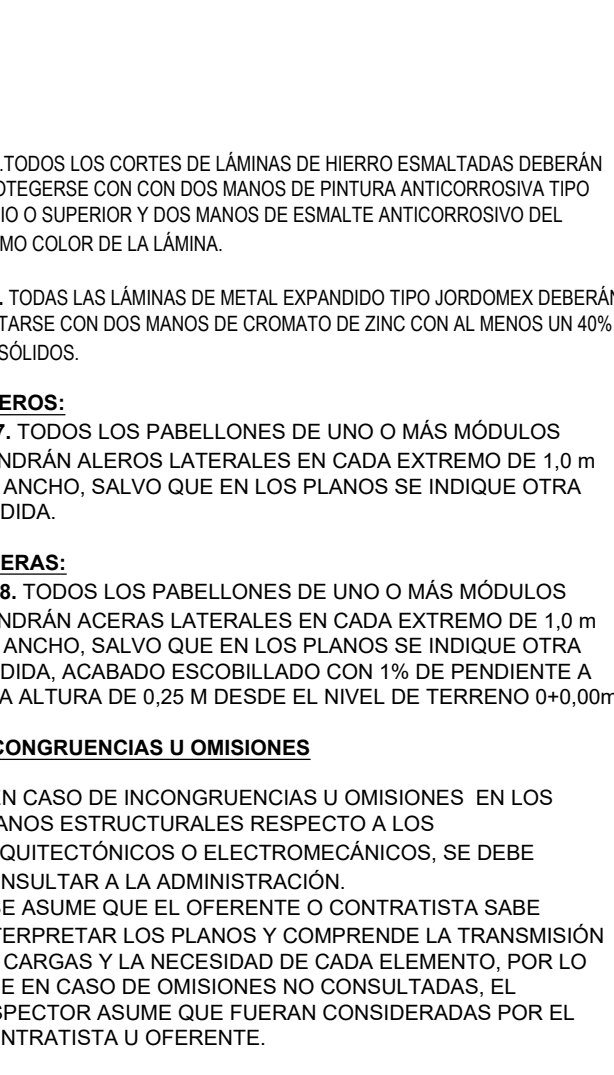 .TODOS LOS CORTES DE LÁMINAS DE HIERRO ESMALTADAS DEBERÁN
OTEGERSE CON CON DOS MANOS DE PINTURA ANTICORROSIVA TIPO
IO O SUPERIOR Y DOS MANOS DE ESMALTE ANTICORROSIVO DEL
MO COLOR DE LA LÁMINA.
. TODAS LAS LÁMINAS DE METAL EXPANDIDO TIPO JORDOMEX DEBERÁN
TARSE CON DOS MANOS DE CROMATO DE ZINC CON AL MENOS UN 40%
SÓLIDOS.
EROS:
7. TODOS LOS PABELLONES DE UNO O MÁS MÓDULOS
NDRÁN ALEROS LATERALES EN CADA EXTREMO DE 1,0 m
ANCHO, SALVO QUE EN LOS PLANOS SE INDIQUE OTRA
DIDA.
ERAS:
8. TODOS LOS PABELLONES DE UNO O MÁS MÓDULOS
NDRÁN ACERAS LATERALES EN CADA EXTREMO DE 1,0 m
ANCHO, SALVO QUE EN LOS PLANOS SE INDIQUE OTRA
DIDA, ACABADO ESCOBILLADO CON 1% DE PENDIENTE A
A ALTURA DE 0,25 M DESDE EL NIVEL DE TERRENO 0+0,00m
CONGRUENCIAS U OMISIONES
EN CASO DE INCONGRUENCIAS U OMISIONES EN LOS
ANOS ESTRUCTURALES RESPECTO A LOS
QUITECTÓNICOS O ELECTROMECÁNICOS, SE DEBE
ONSULTAR A LA ADMINISTRACIÓN.
SE ASUME QUE EL OFERENTE O CONTRATISTA SABE
TERPRETAR LOS PLANOS Y COMPRENDE LA TRANSMISIÓN
CARGAS Y LA NECESIDAD DE CADA ELEMENTO, POR LO
E EN CASO DE OMISIONES NO CONSULTADAS, EL
SPECTOR ASUME QUE FUERAN CONSIDERADAS POR EL
ONTRATISTA U OFERENTE.